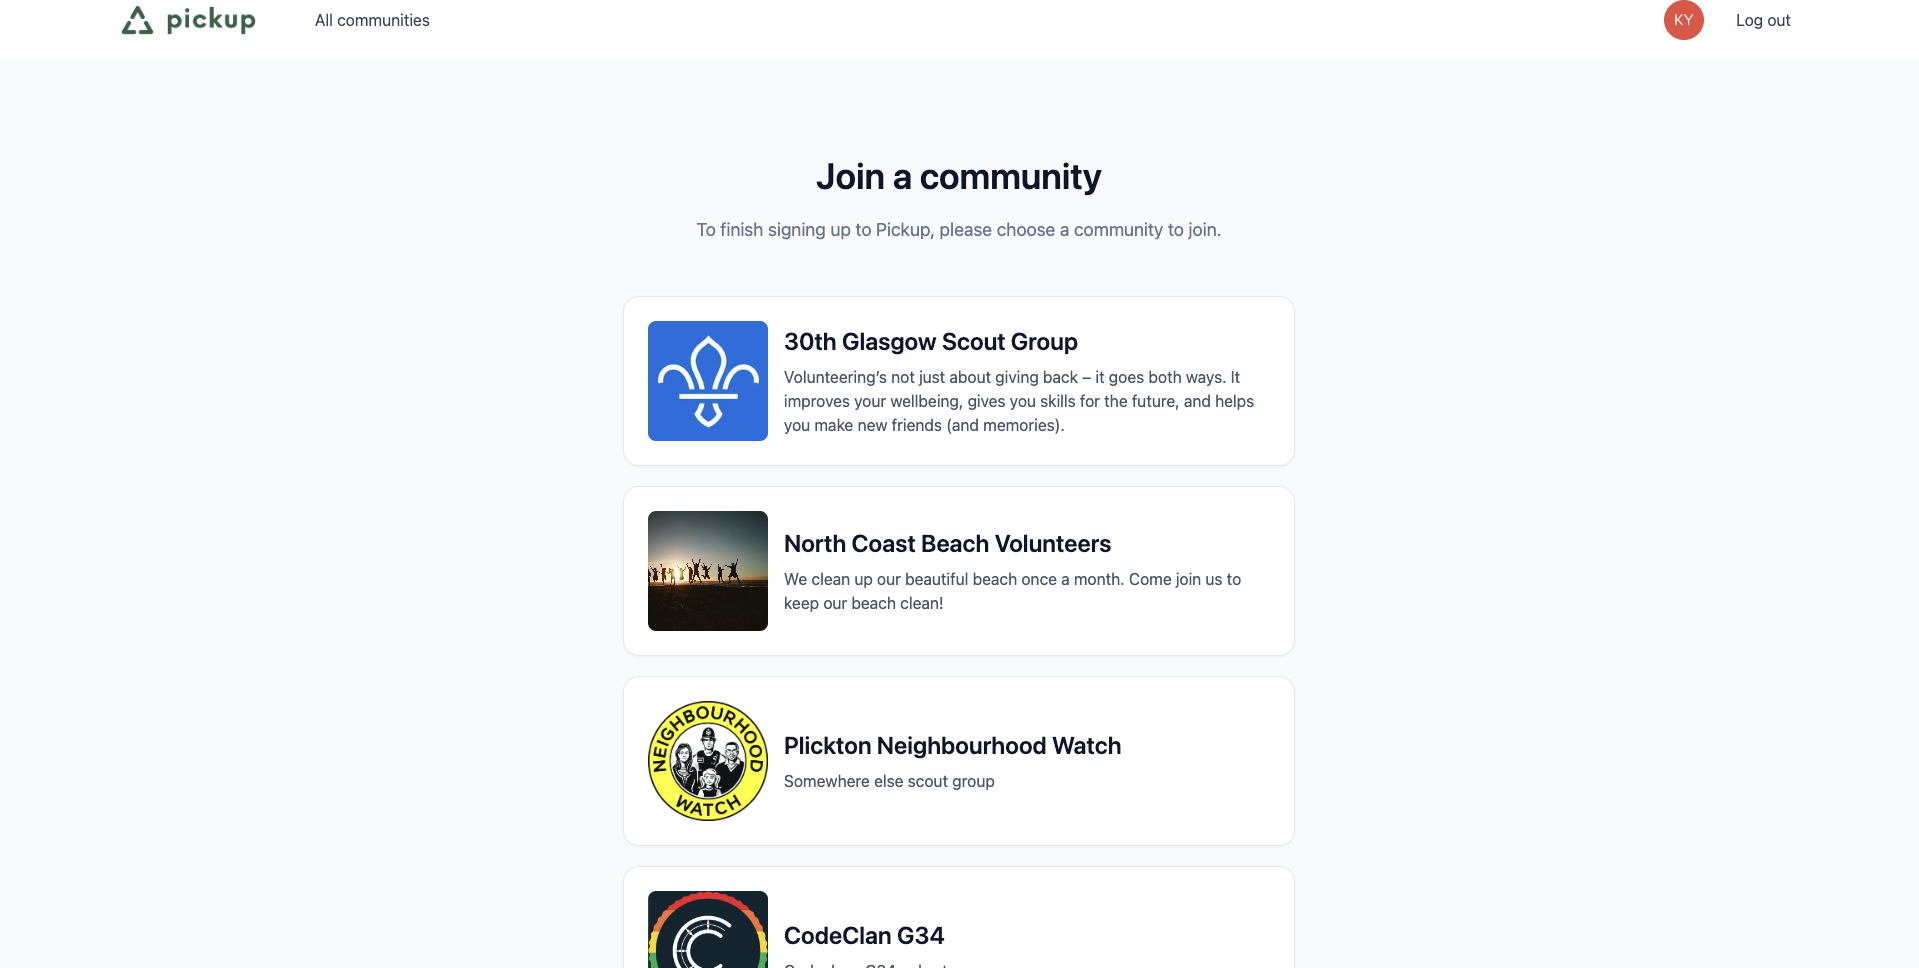 pickup
All communities
KY
Log out
Join a community
To finish signing up to Pickup, please choose a community to join.
30th Glasgow Scout Group
Volunteering’s not just about giving back – it goes both ways. It
improves your wellbeing, gives you skills for the future, and helps
you make new friends (and memories).
North Coast Beach Volunteers
We clean up our beautiful beach once a month. Come join us to
keep our beach clean!
NEIGHBOURHOOD
WATCH
Plickton Neighbourhood Watch
Somewhere else scout group
CodeClan G34